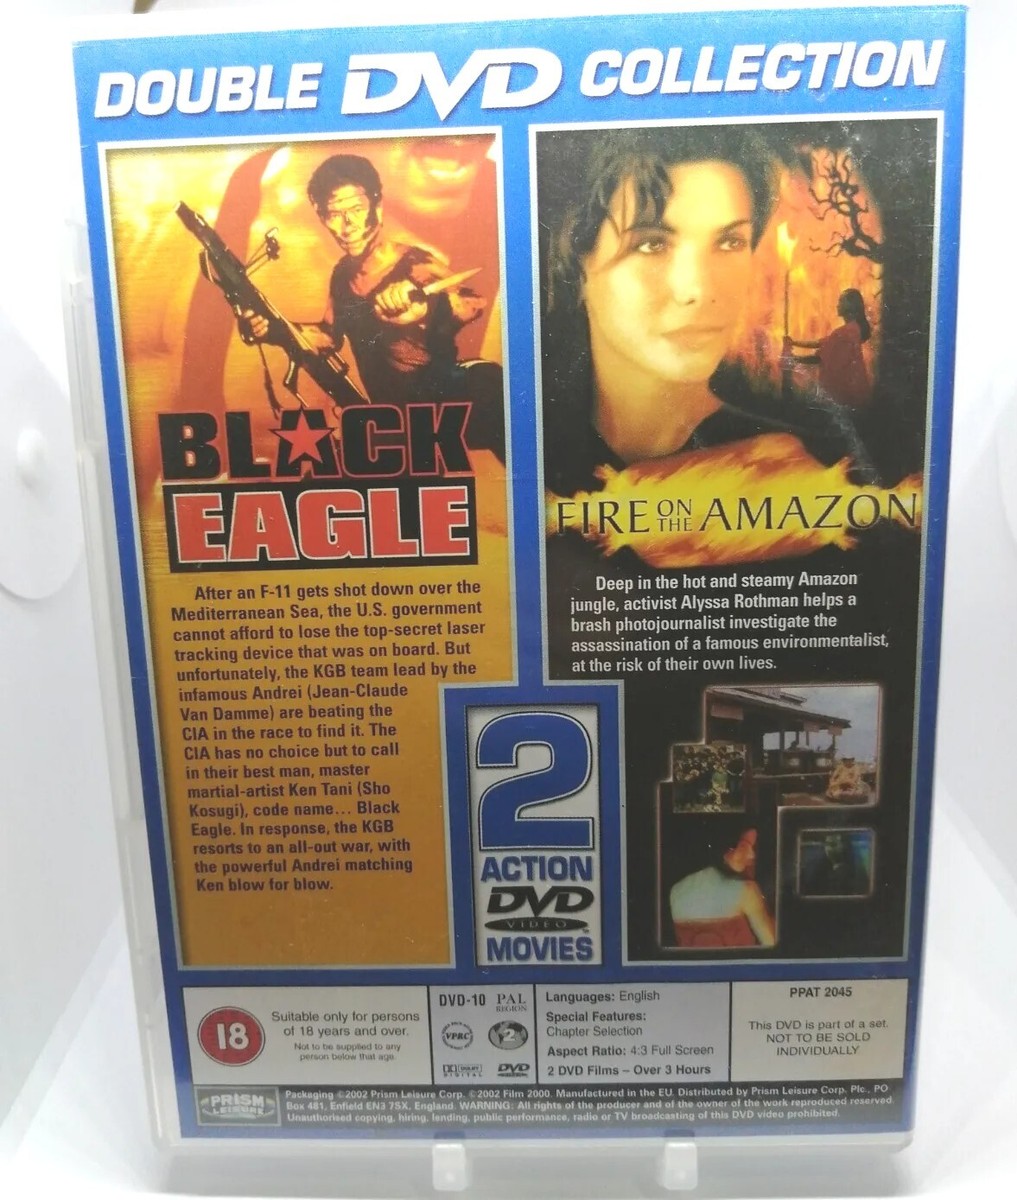 DOUBLE DVD COLLECTION
BLACK
EAGLE
After an F-11 gets shot down over the
Mediterranean Sea, the U.S. government
cannot afford to lose the top-secret laser
tracking device that was on board. But
unfortunately, the KGB team lead by the
infamous Andrei (Jean-Claude
Van Damme) are beating the
CIA in the race to find it. The
CIA has no choice but to call
in their best man, master
martial-artist Ken Tani (Sho
Kosugi), code name... Black
Eagle. In response, the KGB
resorts to an all-out war, with
the powerful Andrei matching
Ken blow for blow.
FIRE ON THE AMAZON
Deep in the hot and steamy Amazon
jungle, activist Alyssa Rothman helps a
brash photojournalist investigate the
assassination of a famous environmentalist,
at the risk of their own lives.
2
ACTION
DVD
VIDEO
MOVIES
18
Suitable only for persons
of 18 years and over.
Not to be supplied to any
person below that age.
DVD-10 PAL
REGION
VPRC 2
DOLBY
DIGITAL
DVD
Languages: English
Special Features:
Chapter Selection
Aspect Ratio: 4:3 Full Screen
2 DVD Films – Over 3 Hours
PPAT 2045
This DVD is part of a set.
NOT TO BE SOLD
INDIVIDUALLY
PRISM
LEISURE
Packaging ©2002 Prism Leisure Corp. ©2002 Film 2000. Manufactured in the EU. Distributed by Prism Leisure Corp. Plc., PO
Box 481, Enfield EN3 7SX, England. WARNING: All rights of the producer and of the owner of the work reproduced reserved.
Unauthorised copying, hiring, lending, public performance, radio or TV broadcasting of this DVD video prohibited.